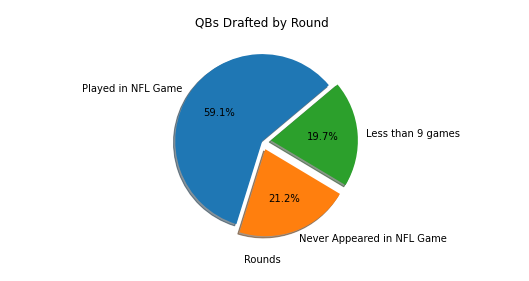 QBs Drafted by Round
Played in NFL Game
59.1%
19.7%
Less than 9 games
21.2%
Never Appeared in NFL Game
Rounds